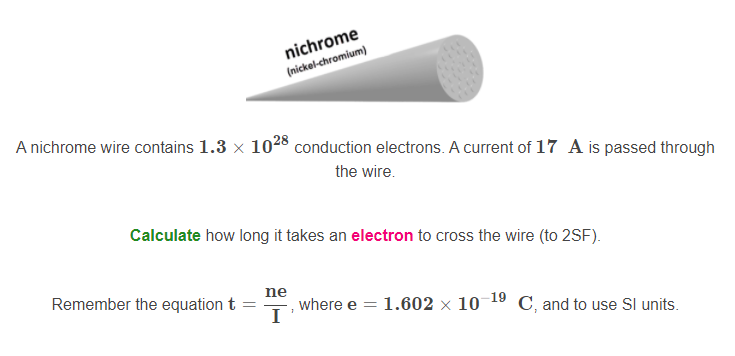 nichrome
(nickel-chromium)
A nichrome wire contains 1.3 × 10²⁸ conduction electrons. A current of 17 A is passed through
the wire.
Calculate how long it takes an electron to cross the wire (to 2SF).
Remember the equation t = ne/I, where e = 1.602 × 10⁻¹⁹ C, and to use SI units.